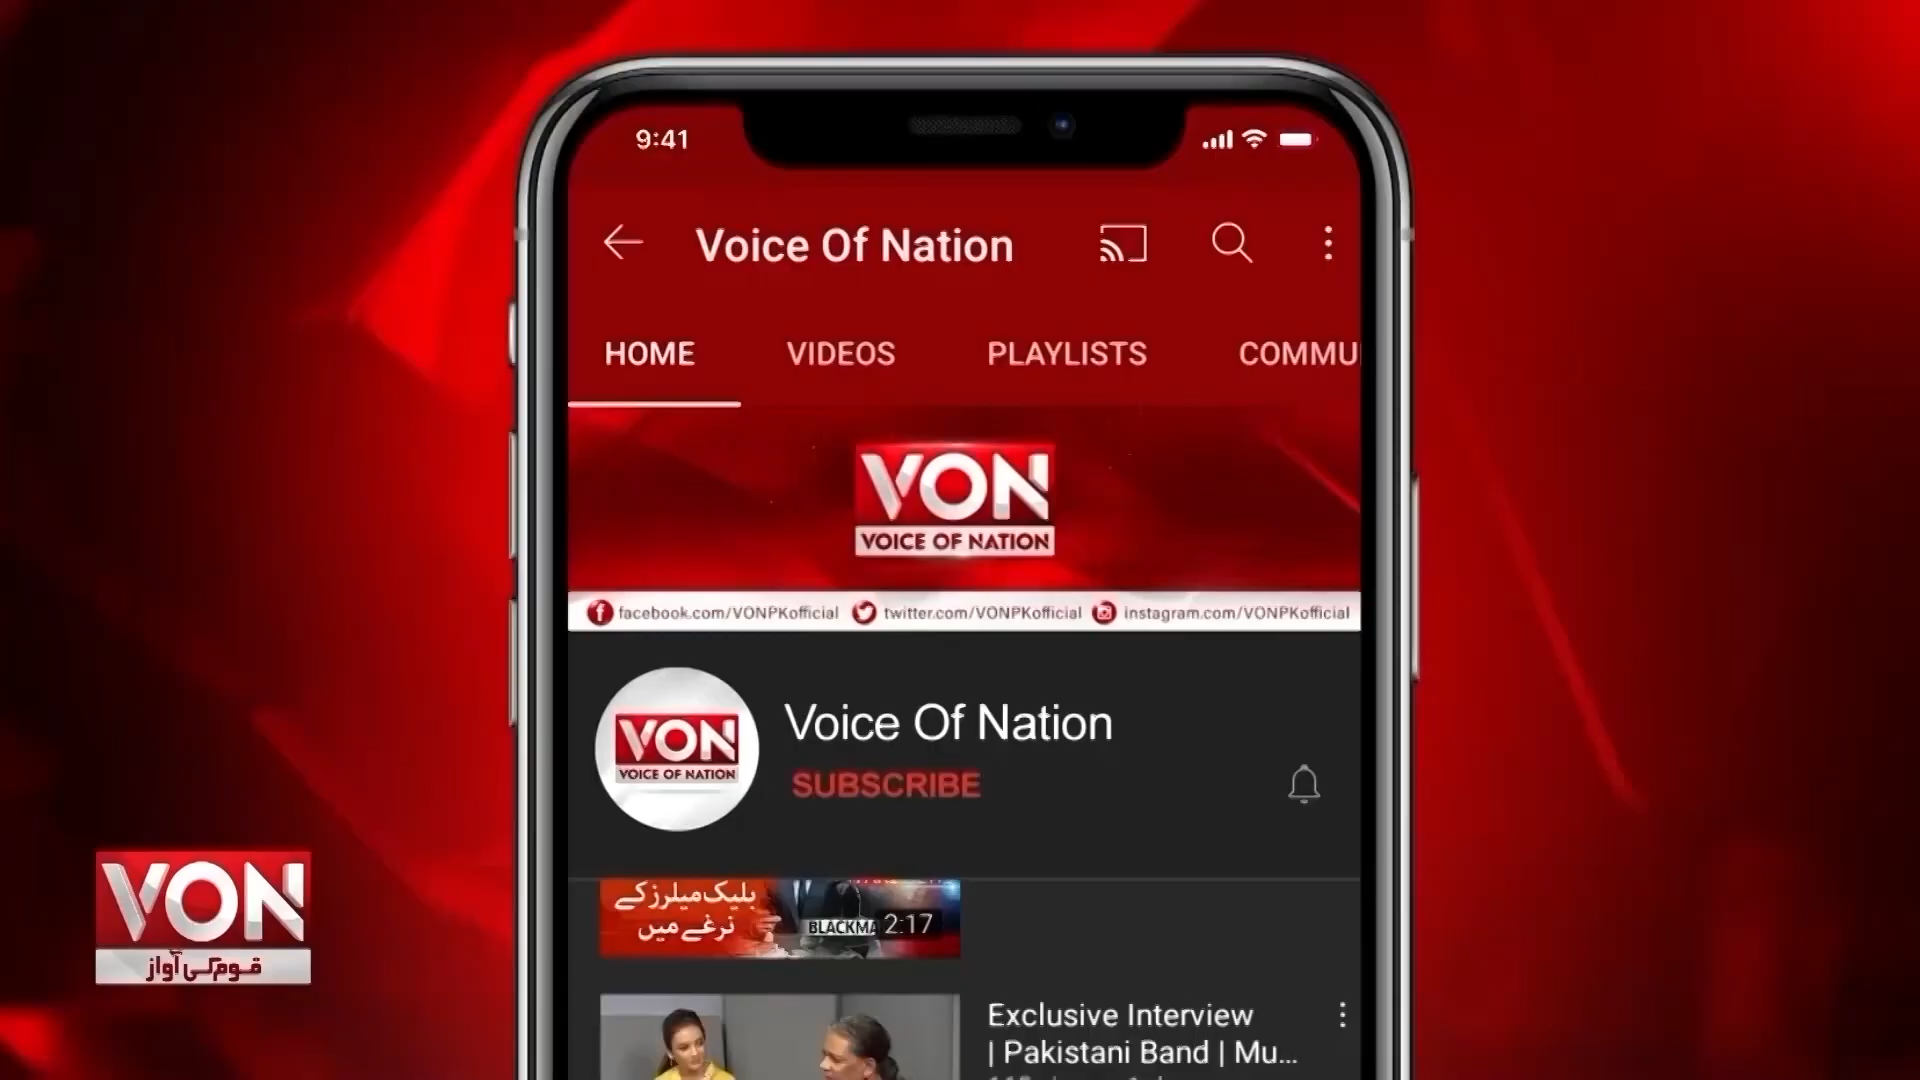 9:41
Voice Of Nation
HOME
VIDEOS
PLAYLISTS
COMMU
VON
VOICE OF NATION
facebook.com/VONPKofficial
twitter.com/VONPKofficial
instagram.com/VONPKofficial
VON
VOICE OF NATION
Voice Of Nation
SUBSCRIBE
بلیک میلرز کے
نرغے میں
BLACKMA
2:17
Exclusive Interview
| Pakistani Band | Mu...
VON
قوم کی آواز